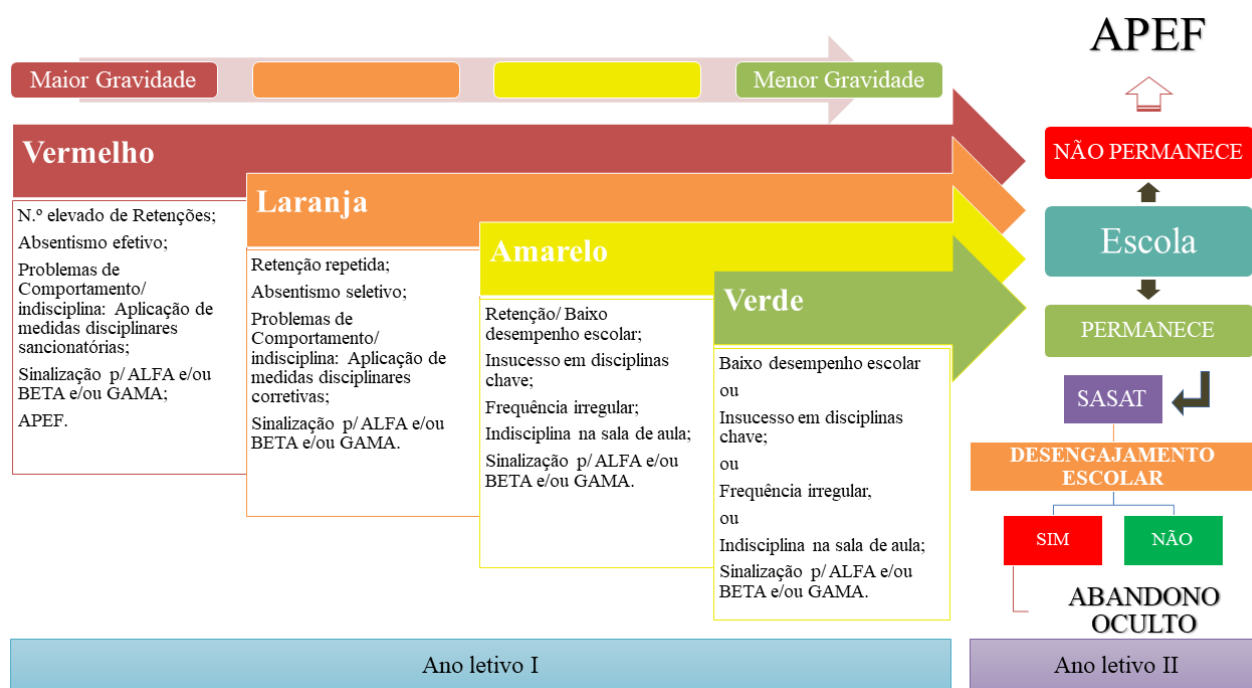 Maior Gravidade
Menor Gravidade
Vermelho
N.º elevado de Retenções;
Absentismo efetivo;
Problemas de
Comportamento/
indisciplina: Aplicação de
medidas disciplinares
sancionatórias;
Sinalização p/ ALFA e/ou
BETA e/ou GAMA;
APEF.
Laranja
Retenção repetida;
Absentismo seletivo;
Problemas de
Comportamento/
indisciplina: Aplicação de
medidas disciplinares
corretivas;
Sinalização p/ ALFA e/ou
BETA e/ou GAMA.
Amarelo
Retenção/ Baixo
desempenho escolar;
Insucesso em disciplinas
chave;
Frequência irregular;
Indisciplina na sala de aula;
Sinalização p/ ALFA e/ou
BETA e/ou GAMA.
Verde
Baixo desempenho escolar
ou
Insucesso em disciplinas
chave;
ou
Frequência irregular,
ou
Indisciplina na sala de aula;
Sinalização p/ ALFA e/ou
BETA e/ou GAMA.
APEF
NÃO PERMANECE
Escola
PERMANECE
SASAT
DESENGAJAMENTO
ESCOLAR
SIM
NÃO
ABANDONO
OCULTO
Ano letivo I
Ano letivo II